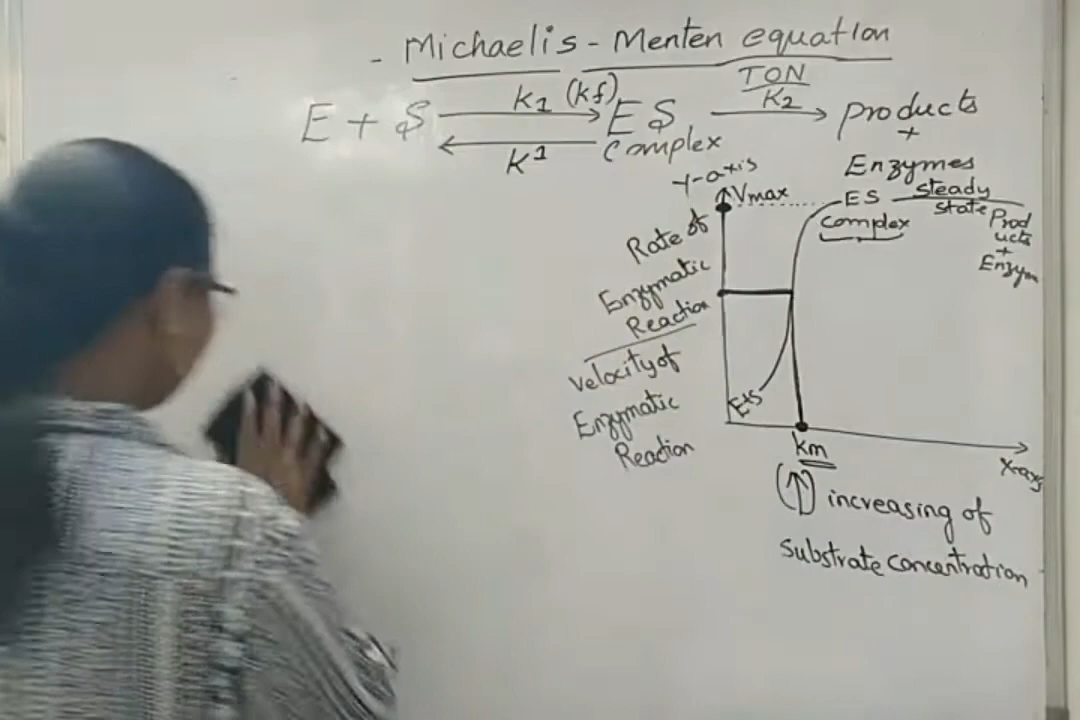 - Michaelis - Menten equation
E + S K1 (kf) ES TON K2 products
K1 Complex +
Enzymes
Y-axis
Vmax
ES steady state
Complex
Prod
ucts
+
Enzym
Rate of
Enzymatic
Reaction
Velocity of
Enzymatic
Reaction
E+S
km
X-axis
(↑) increasing of
substrate concentration